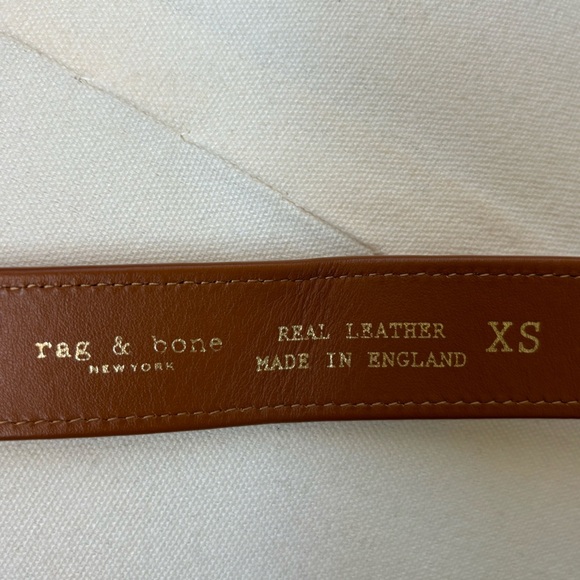 rag & bone
NEW YORK
REAL LEATHER
MADE IN ENGLAND
XS